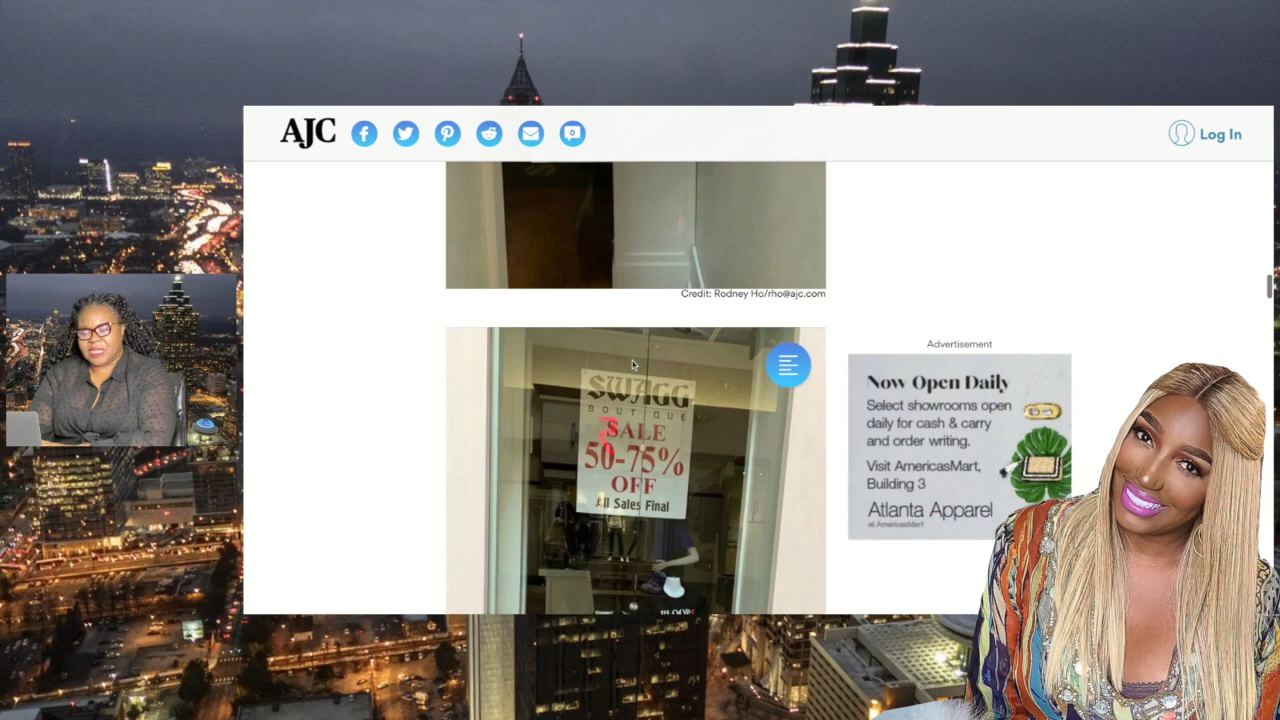 AJC
Log In
Credit: Rodney Ho/rho@ajc.com
SWAGG
BOUTIQUE
SALE
50-75%
OFF
All Sales Final
Advertisement
Now Open Daily
Select showrooms open
daily for cash & carry
and order writing.
Visit AmericasMart,
Building 3
Atlanta Apparel
at AmericasMart